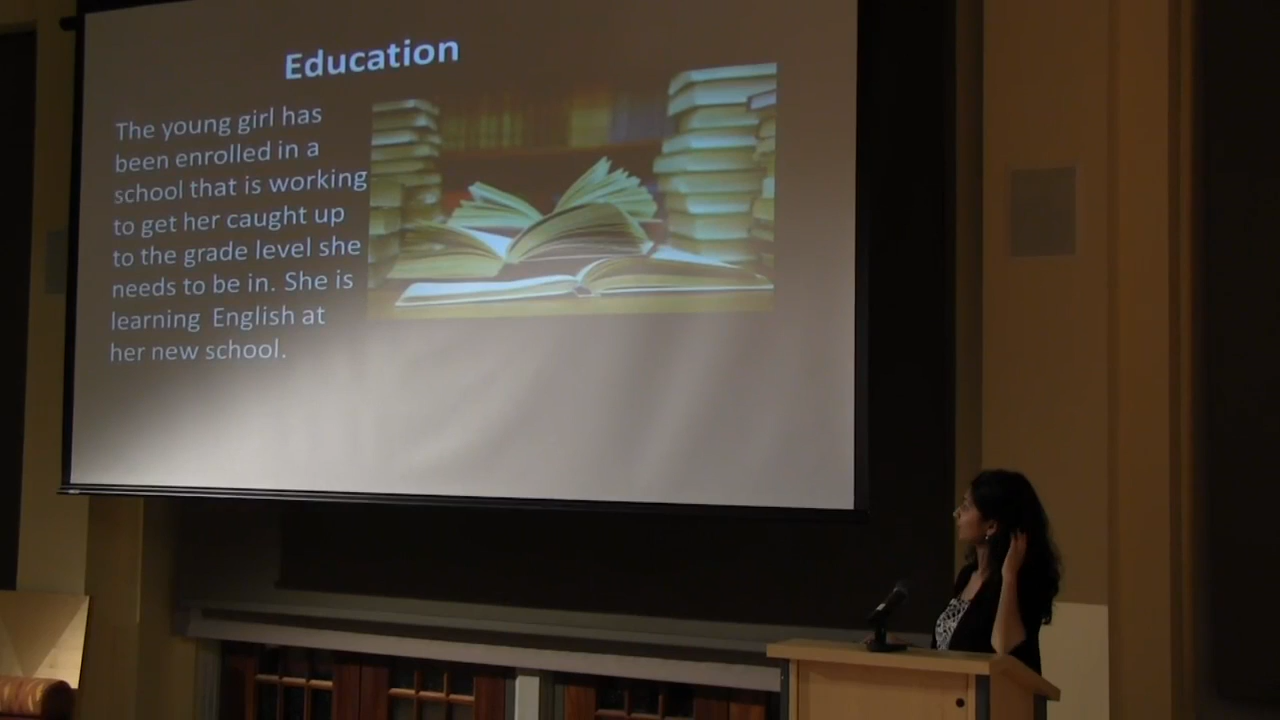 Education
The young girl has
been enrolled in a
school that is working
to get her caught up
to the grade level she
needs to be in. She is
learning English at
her new school.